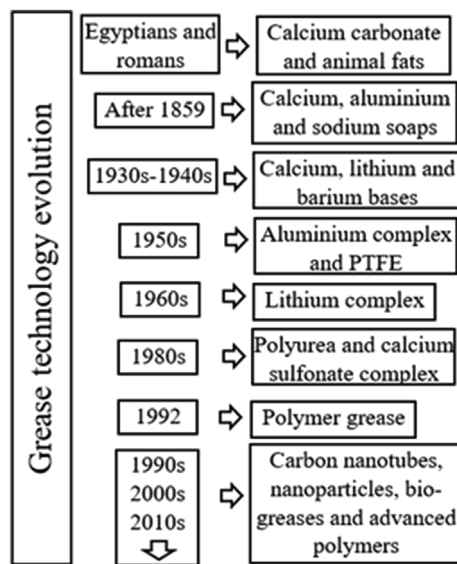 Grease technology evolution
Egyptians and
romans
Calcium carbonate
and animal fats
After 1859
Calcium, aluminium
and sodium soaps
1930s-1940s
Calcium, lithium and
barium bases
1950s
Aluminium complex
and PTFE
1960s
Lithium complex
1980s
Polyurea and calcium
sulfonate complex
1992
Polymer grease
1990s
2000s
2010s
Carbon nanotubes,
nanoparticles, bio-
greases and advanced
polymers